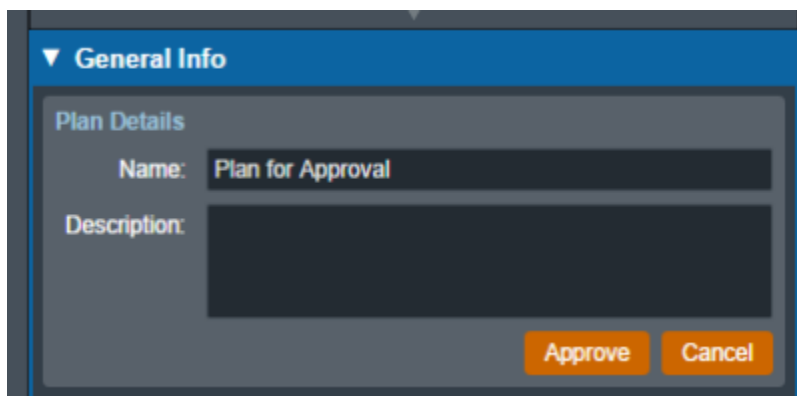 General Info
Plan Details
Name: Plan for Approval
Description:
Approve Cancel